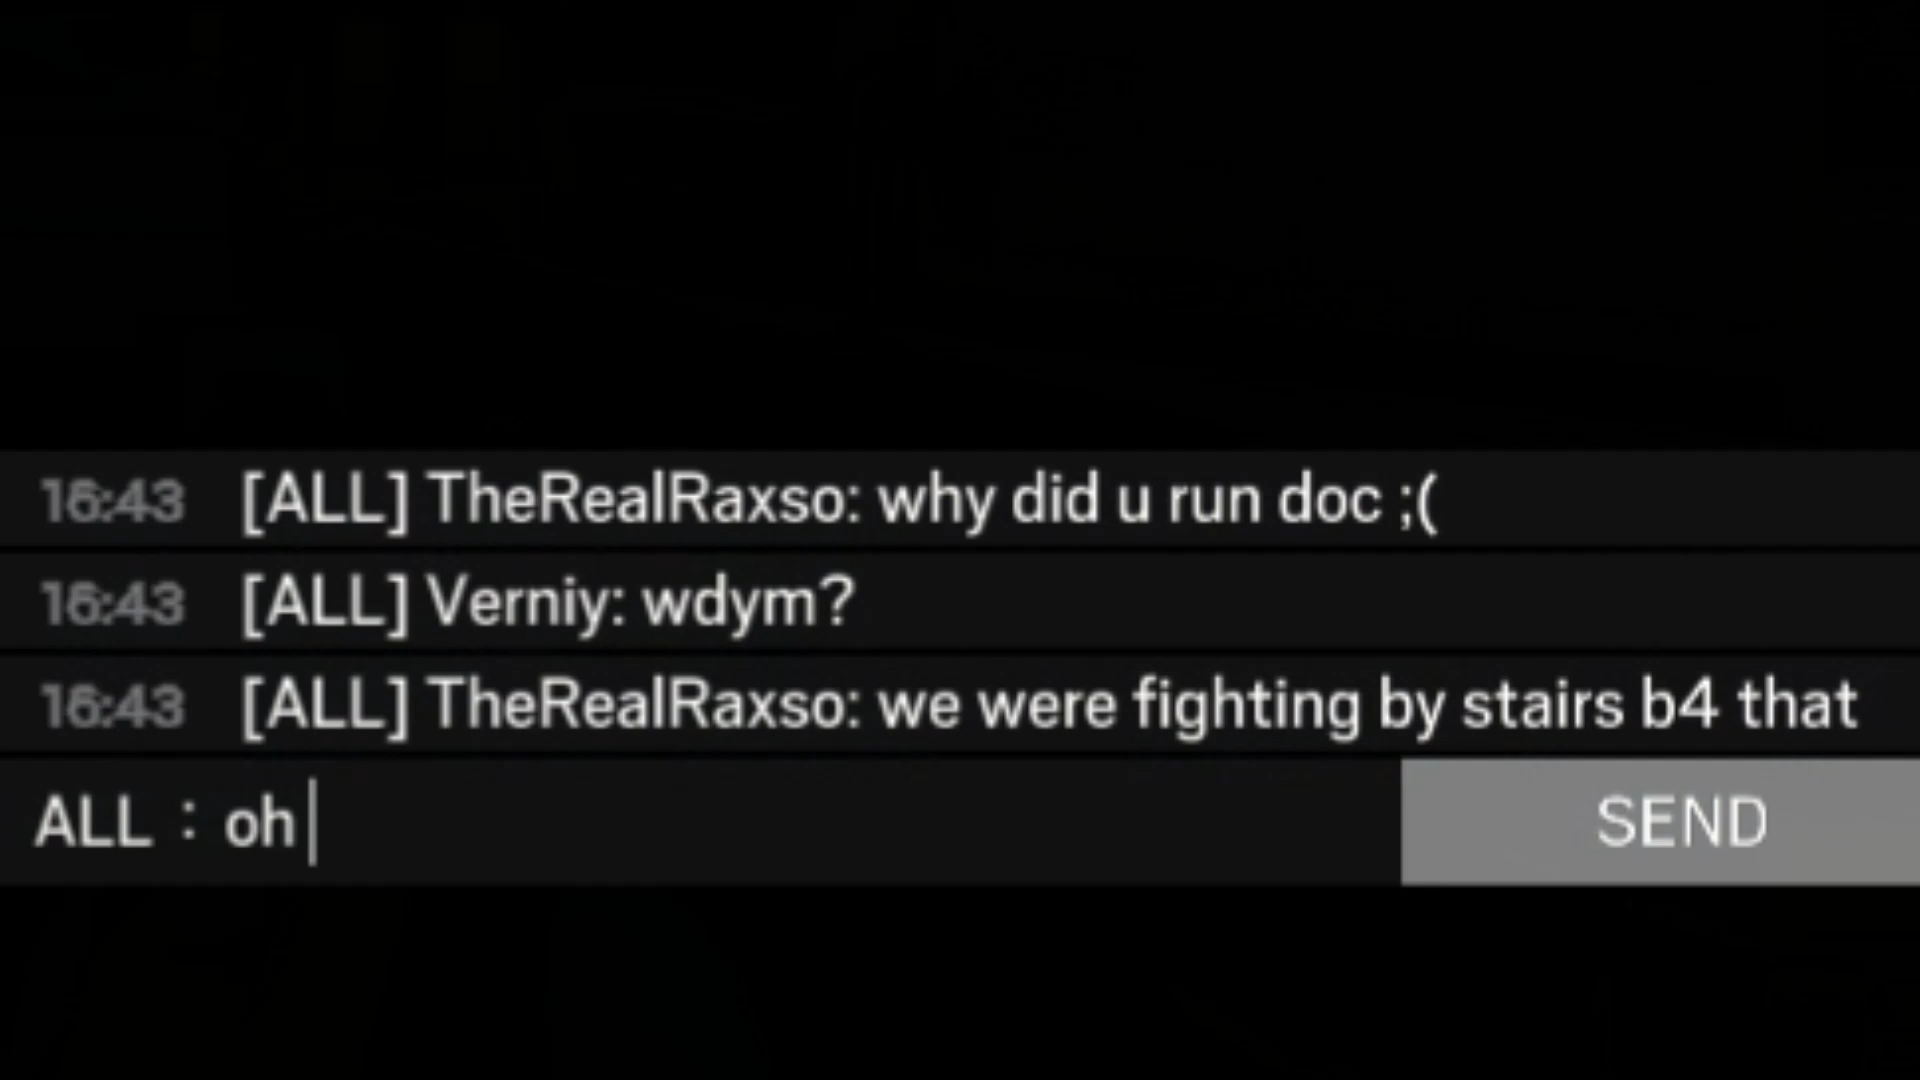 16:43 [ALL] TheRealRaxso: why did u run doc ;(
16:43 [ALL] Verniy: wdym?
16:43 [ALL] TheRealRaxso: we were fighting by stairs b4 that
ALL : oh SEND